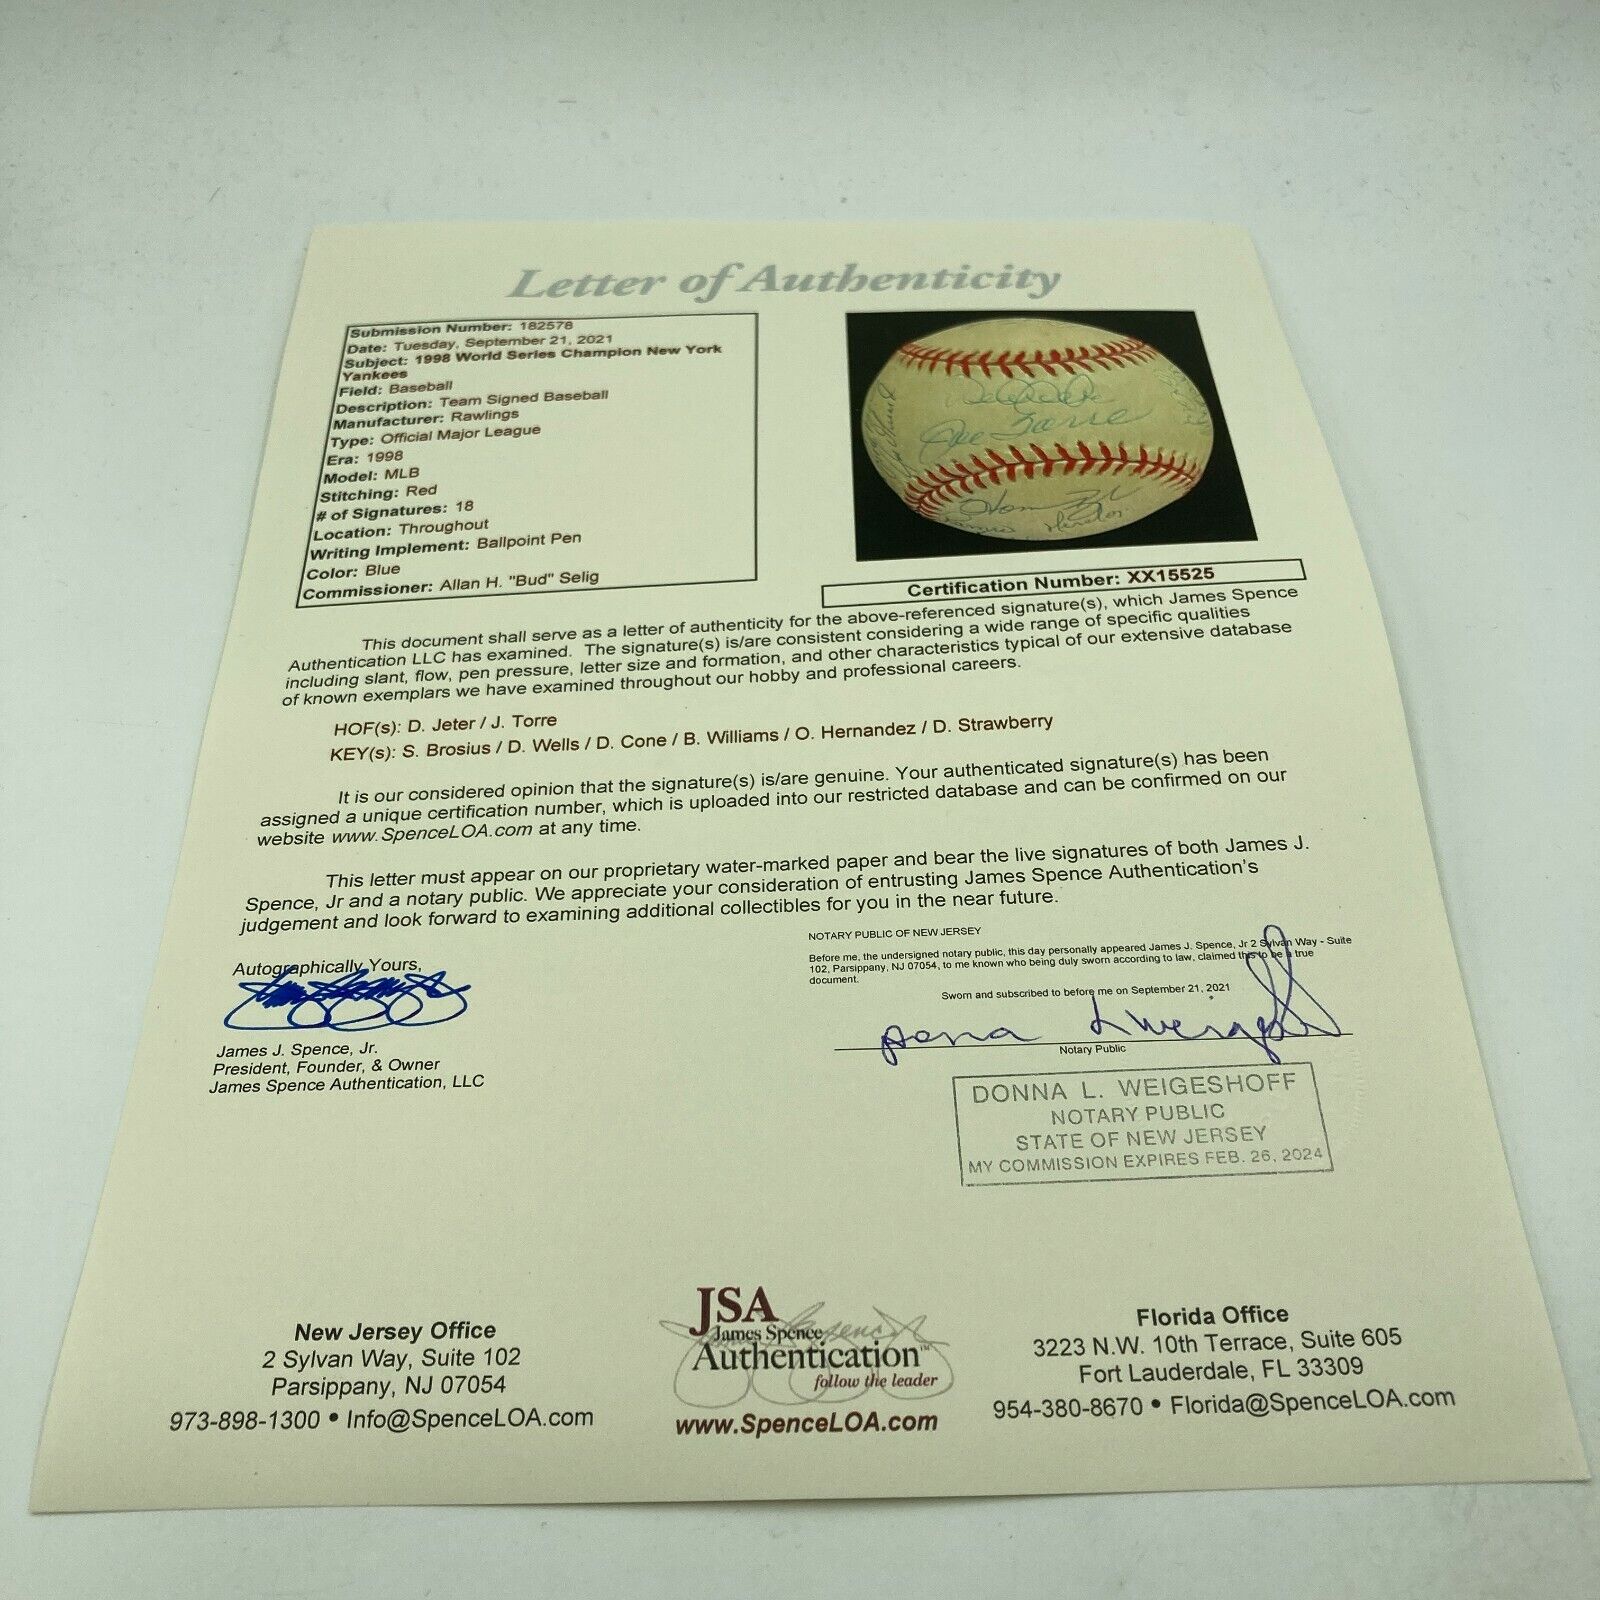 Letter of Authenticity
Submission Number: 182578
Date: Tuesday, September 21, 2021
Subject: 1998 World Series Champion New York
Yankees
Field: Baseball
Description: Team Signed Baseball
Manufacturer: Rawlings
Type: Official Major League
Era: 1998
Model: MLB
Stitching: Red
# of Signatures: 18
Location: Throughout
Writing Implement: Ballpoint Pen
Color: Blue
Commissioner: Allan H. "Bud" Selig
Joe Torre
Certification Number: XX15525
This document shall serve as a letter of authenticity for the above-referenced signature(s), which James Spence
Authentication LLC has examined. The signature(s) is/are consistent considering a wide range of specific qualities
including slant, flow, pen pressure, letter size and formation, and other characteristics typical of our extensive database
of known exemplars we have examined throughout our hobby and professional careers.
HOF(s): D. Jeter / J. Torre
KEY(s): S. Brosius / D. Wells / D. Cone / B. Williams / O. Hernandez / D. Strawberry
It is our considered opinion that the signature(s) is/are genuine. Your authenticated signature(s) has been
assigned a unique certification number, which is uploaded into our restricted database and can be confirmed on our
website www.SpenceLOA.com at any time.
This letter must appear on our proprietary water-marked paper and bear the live signatures of both James J.
Spence, Jr and a notary public. We appreciate your consideration of entrusting James Spence Authentication's
judgement and look forward to examining additional collectibles for you in the near future.
NOTARY PUBLIC OF NEW JERSEY
Before me, the undersigned notary public, this day personally appeared James J. Spence, Jr 2 Sylvan Way - Suite
102, Parsippany, NJ 07054, to me known who being duly sworn according to law, claimed this to be a true
document.
Sworn and subscribed to before me on September 21, 2021
Autographically Yours,
James J. Spence, Jr.
President, Founder, & Owner
James Spence Authentication, LLC
Notary Public
DONNA L. WEIGESHOFF
NOTARY PUBLIC
STATE OF NEW JERSEY
MY COMMISSION EXPIRES FEB. 26, 2024
New Jersey Office
2 Sylvan Way, Suite 102
Parsippany, NJ 07054
973-898-1300 • Info@SpenceLOA.com
JSA
James Spence
Authentication™
follow the leader
www.SpenceLOA.com
Florida Office
3223 N.W. 10th Terrace, Suite 605
Fort Lauderdale, FL 33309
954-380-8670 • Florida@SpenceLOA.com